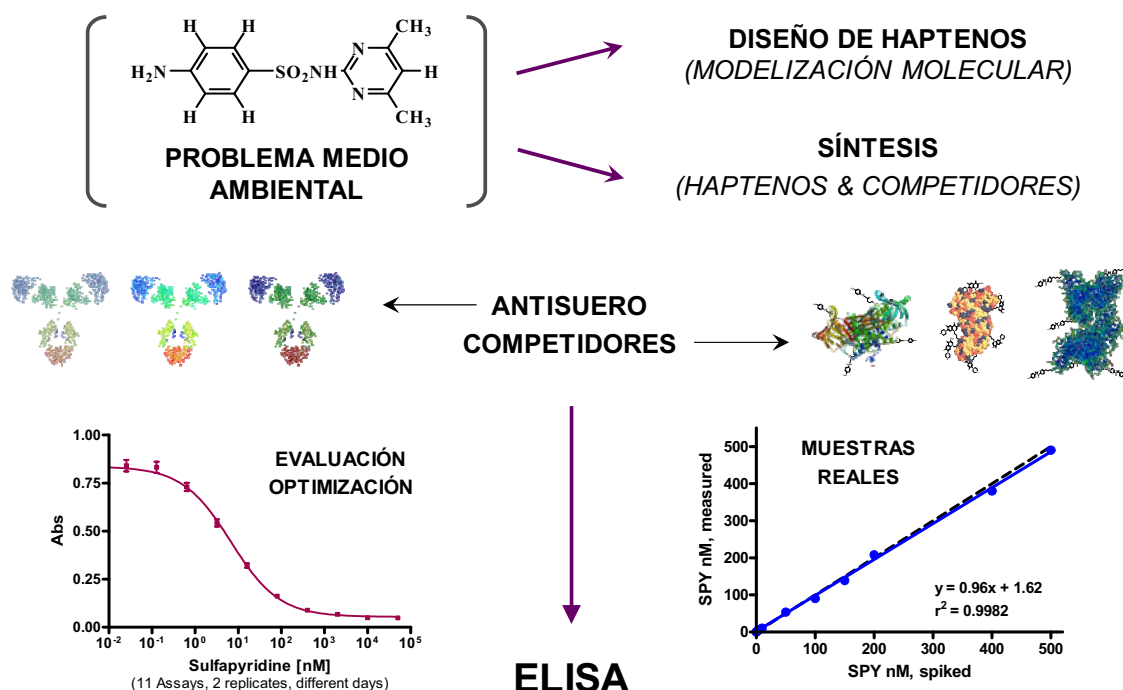 H
H
CH₃
H₂N
SO₂NH
N
N
H
H
H
CH₃
PROBLEMA MEDIO
AMBIENTAL
DISEÑO DE HAPTENOS
(MODELIZACIÓN MOLECULAR)
SÍNTESIS
(HAPTENOS & COMPETIDORES)
ANTISUERO
COMPETIDORES
EVALUACIÓN
OPTIMIZACIÓN
Abs
1.00
0.75
0.50
0.25
0.00
10⁻² 10⁻¹ 10⁰ 10¹ 10² 10³ 10⁴ 10⁵
Sulfapyridine [nM]
(11 Assays, 2 replicates, different days)
MUESTRAS
REALES
SPY nM, measured
500
400
300
200
100
0
y = 0.96x + 1.62
r² = 0.9982
0 100 200 300 400 500
SPY nM, spiked
ELISA